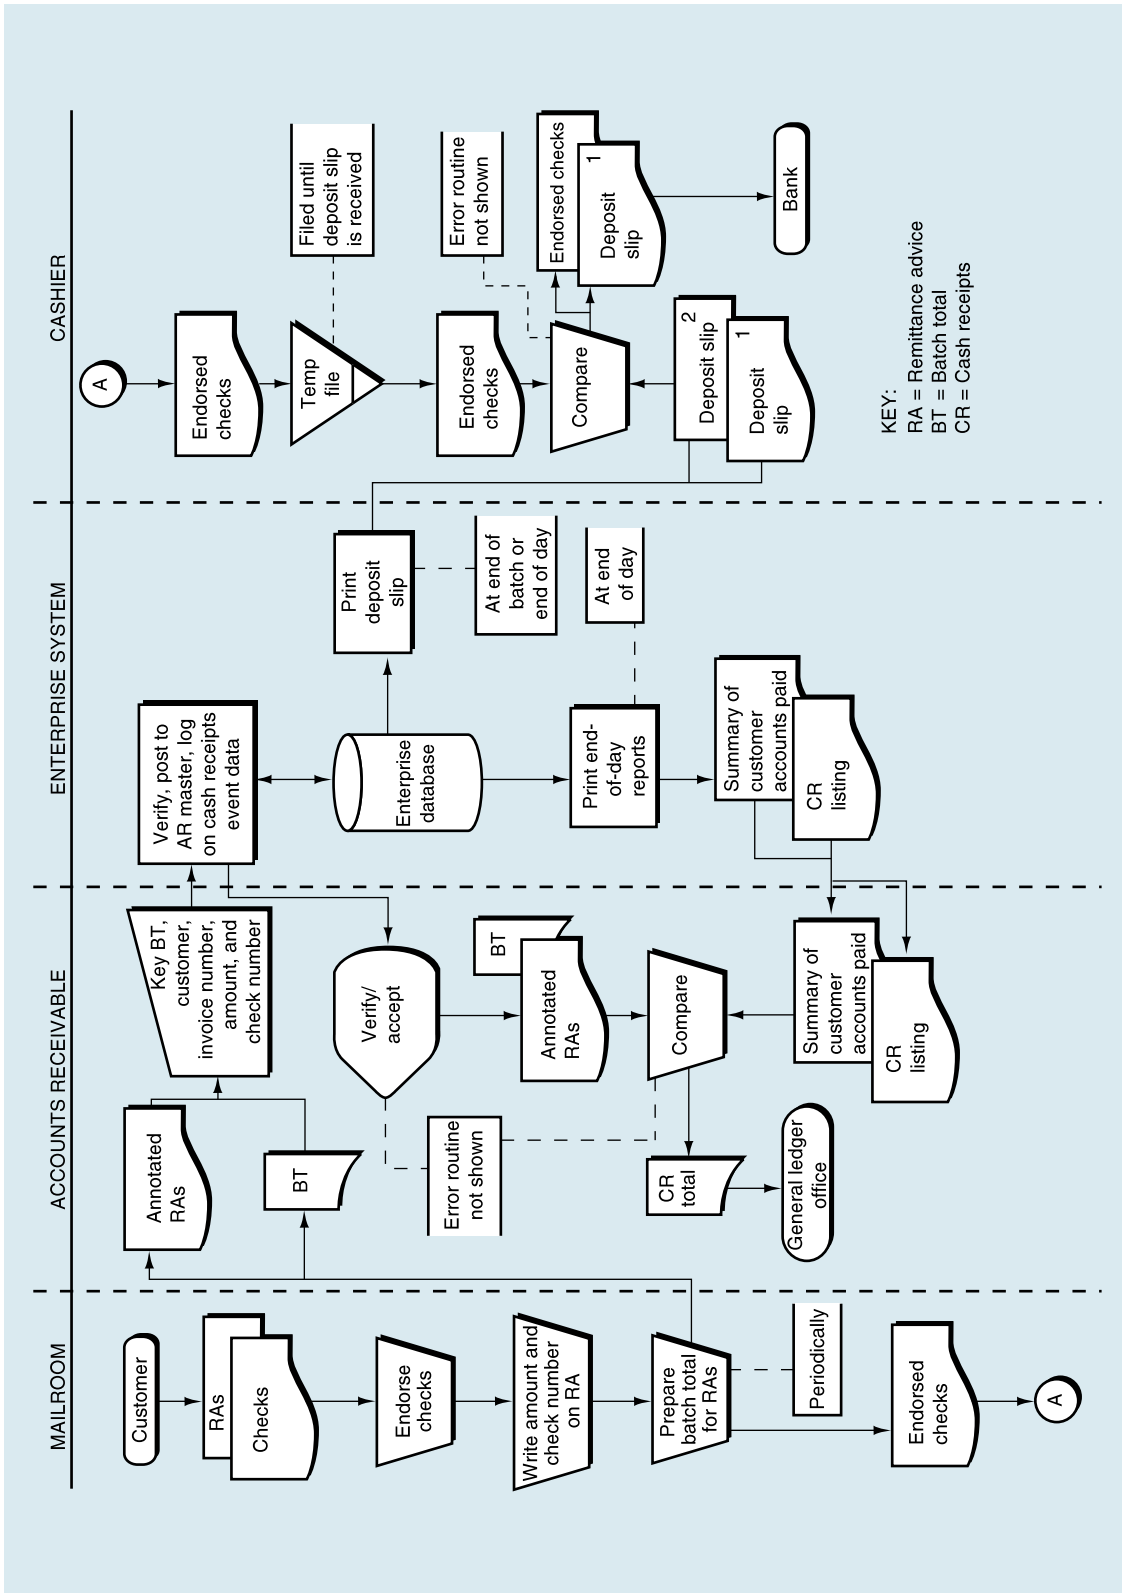 MAILROOM
ACCOUNTS RECEIVABLE
ENTERPRISE SYSTEM
CASHIER
Customer
RAs
Checks
Endorse
checks
Write amount and
check number
on RA
Prepare
batch total
for RAs
Periodically
Endorsed
checks
A
Annotated
RAs
BT
Key BT,
customer,
invoice number,
amount, and
check number
Verify/
accept
Error routine
not shown
BT
Annotated
RAs
Compare
CR
total
General ledger
office
Summary of
customer
accounts paid
CR
listing
Verify, post to
AR master, log
on cash receipts
event data
Enterprise
database
Print
deposit
slip
At end of
batch or
end of day
Print end-
of-day
reports
At end
of day
Summary of
customer
accounts paid
CR
listing
A
Endorsed
checks
Temp
file
Filed until
deposit slip
is received
Endorsed
checks
Error routine
not shown
Compare
Endorsed checks
1
Deposit
slip
Bank
2
Deposit slip
1
Deposit
slip
KEY:
RA = Remittance advice
BT = Batch total
CR = Cash receipts